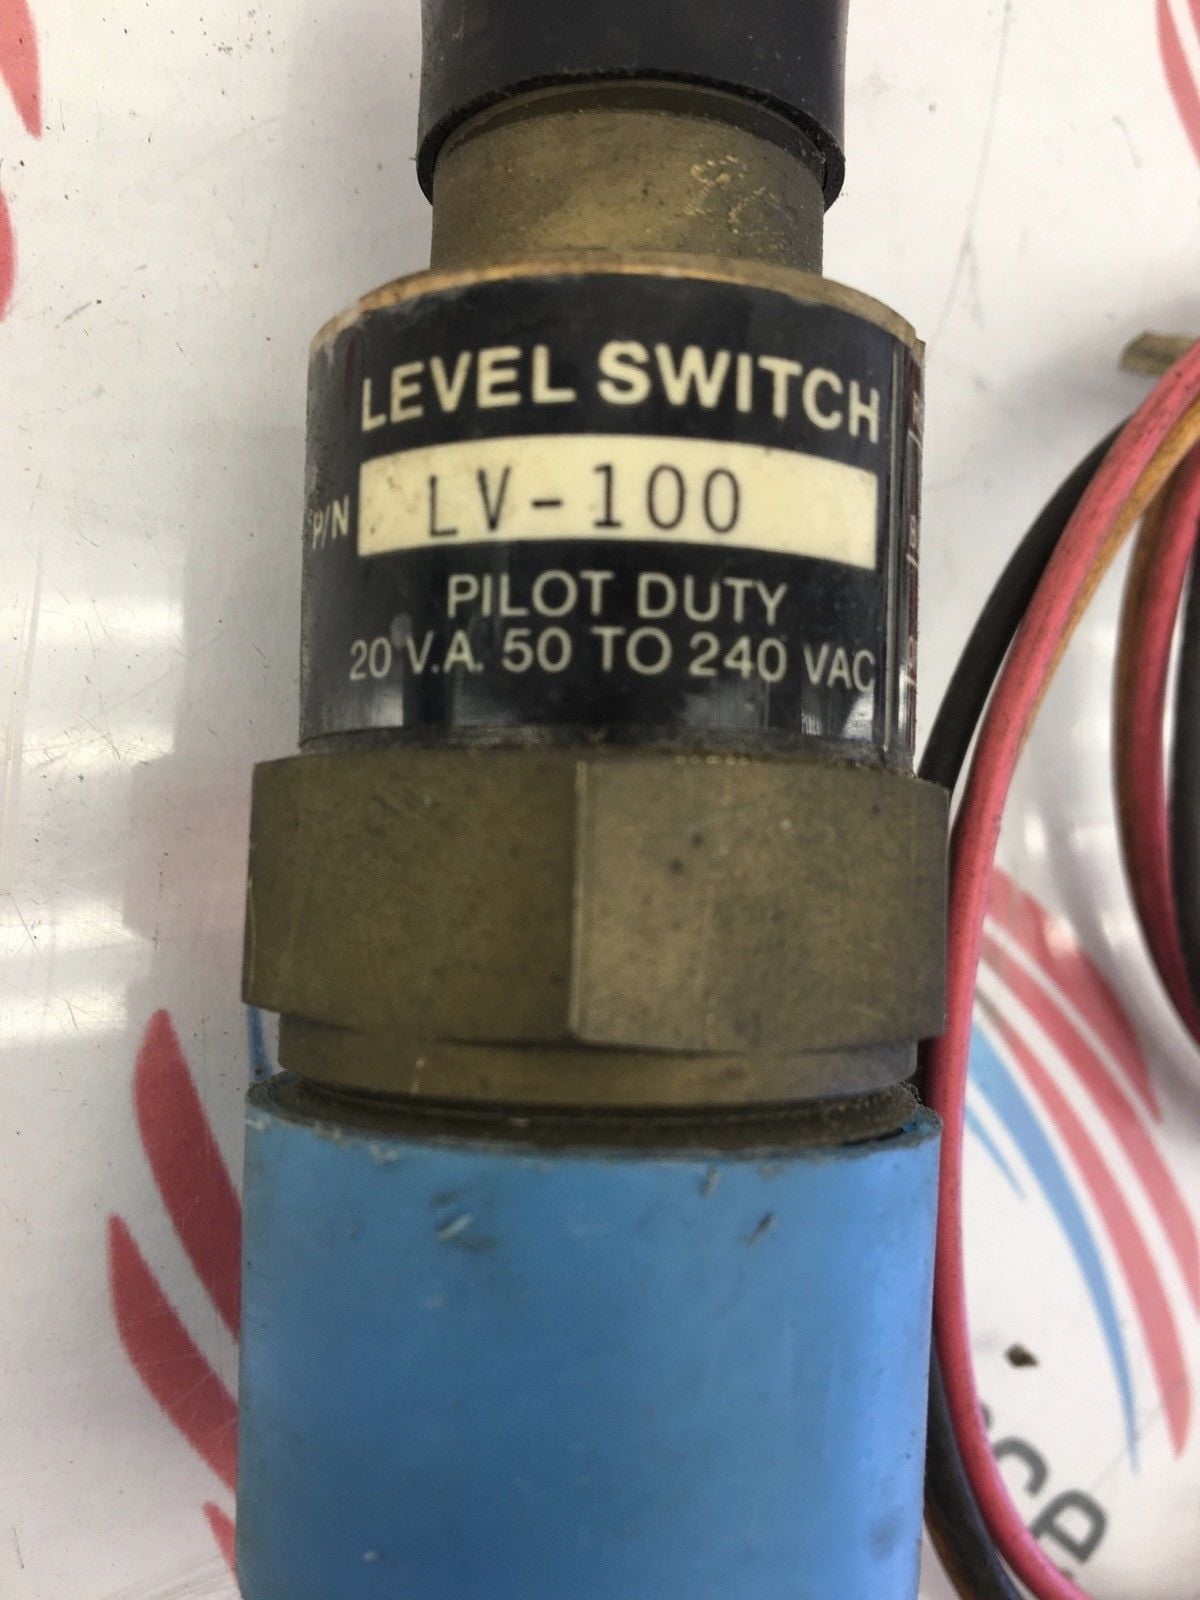 LEVEL SWITCH
P/N LV-100
PILOT DUTY
20 V.A. 50 TO 240 VAC